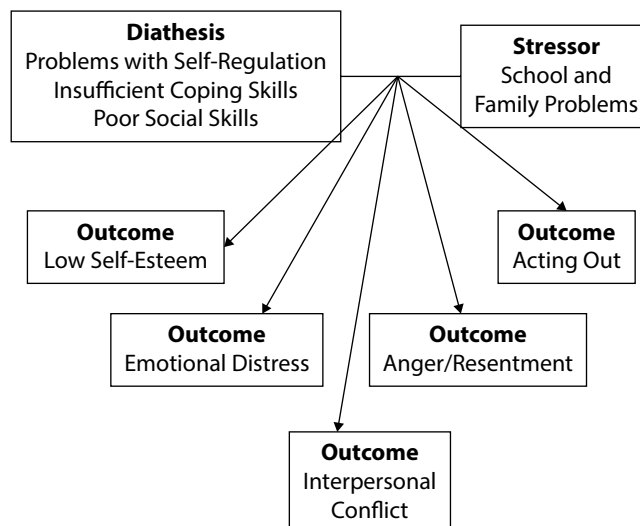 Diathesis
Problems with Self-Regulation
Insufficient Coping Skills
Poor Social Skills
Stressor
School and
Family Problems
Outcome
Low Self-Esteem
Outcome
Acting Out
Outcome
Emotional Distress
Outcome
Anger/Resentment
Outcome
Interpersonal
Conflict